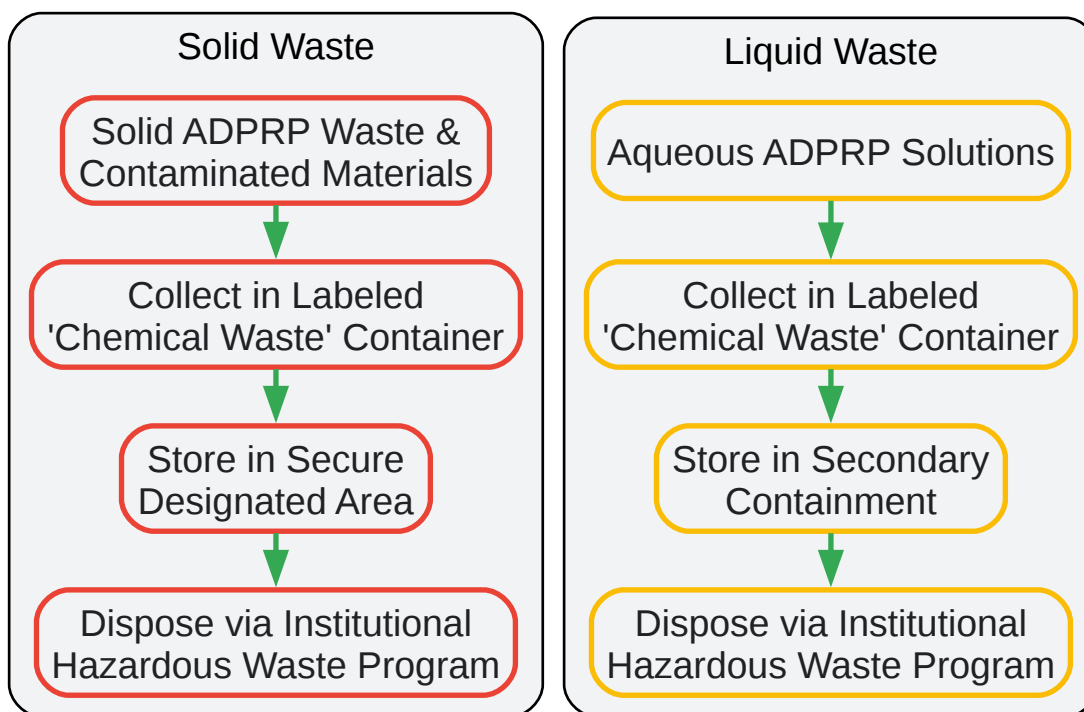 Solid Waste
Solid ADPRP Waste &
Contaminated Materials
Collect in Labeled
'Chemical Waste' Container
Store in Secure
Designated Area
Dispose via Institutional
Hazardous Waste Program
Liquid Waste
Aqueous ADPRP Solutions
Collect in Labeled
'Chemical Waste' Container
Store in Secondary
Containment
Dispose via Institutional
Hazardous Waste Program